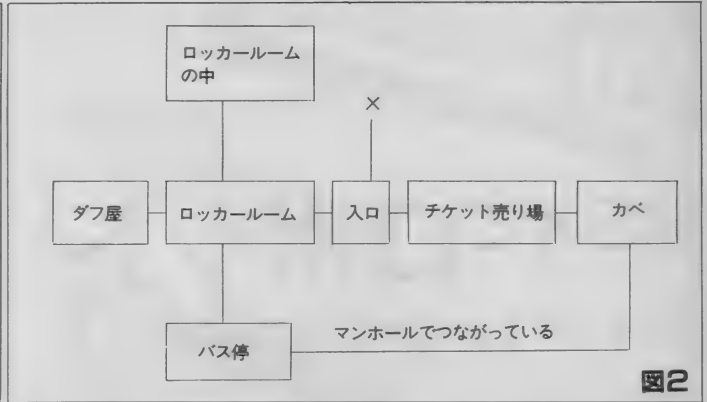 ロッカールーム
の中
×
ダフ屋
ロッカールーム
入口
チケット売り場
カベ
マンホールでつながっている
バス停
図2